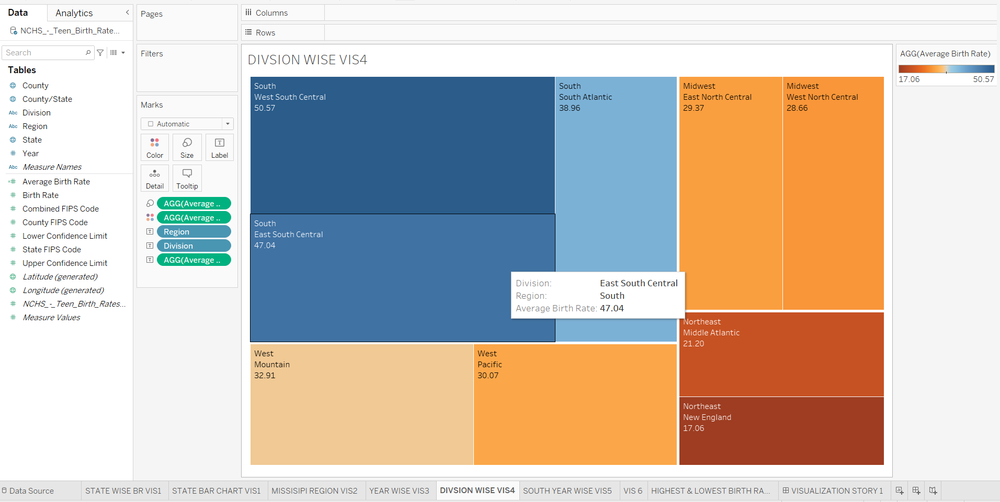 Data
Analytics
NCHS_-_Teen_Birth_Rate...
Search
Tables
County
County/State
Abc Division
Abc Region
State
Year
Abc Measure Names
Average Birth Rate
Birth Rate
Combined FIPS Code
County FIPS Code
Lower Confidence Limit
State FIPS Code
Upper Confidence Limit
Latitude (generated)
Longitude (generated)
NCHS_-_Teen_Birth_Rates...
Measure Values
Pages
Filters
Marks
Automatic
Color
Size
Label
Detail
Tooltip
AGG(Average ..
AGG(Average ..
Region
Division
AGG(Average ..
Columns
Rows
DIVSION WISE VIS4
South
West South Central
50.57
South
South Atlantic
38.96
Midwest
East North Central
29.37
Midwest
West North Central
28.66
South
East South Central
47.04
Division: East South Central
Region: South
Average Birth Rate: 47.04
Northeast
Middle Atlantic
21.20
West
Mountain
32.91
West
Pacific
30.07
Northeast
New England
17.06
AGG(Average Birth Rate)
17.06 50.57
Data Source
STATE WISE BR VIS1
STATE BAR CHART VIS1
MISSISIPI REGION VIS2
YEAR WISE VIS3
DIVSION WISE VIS4
SOUTH YEAR WISE VIS5
VIS 6
HIGHEST & LOWEST BIRTH RA...
VISUALIZATION STORY 1